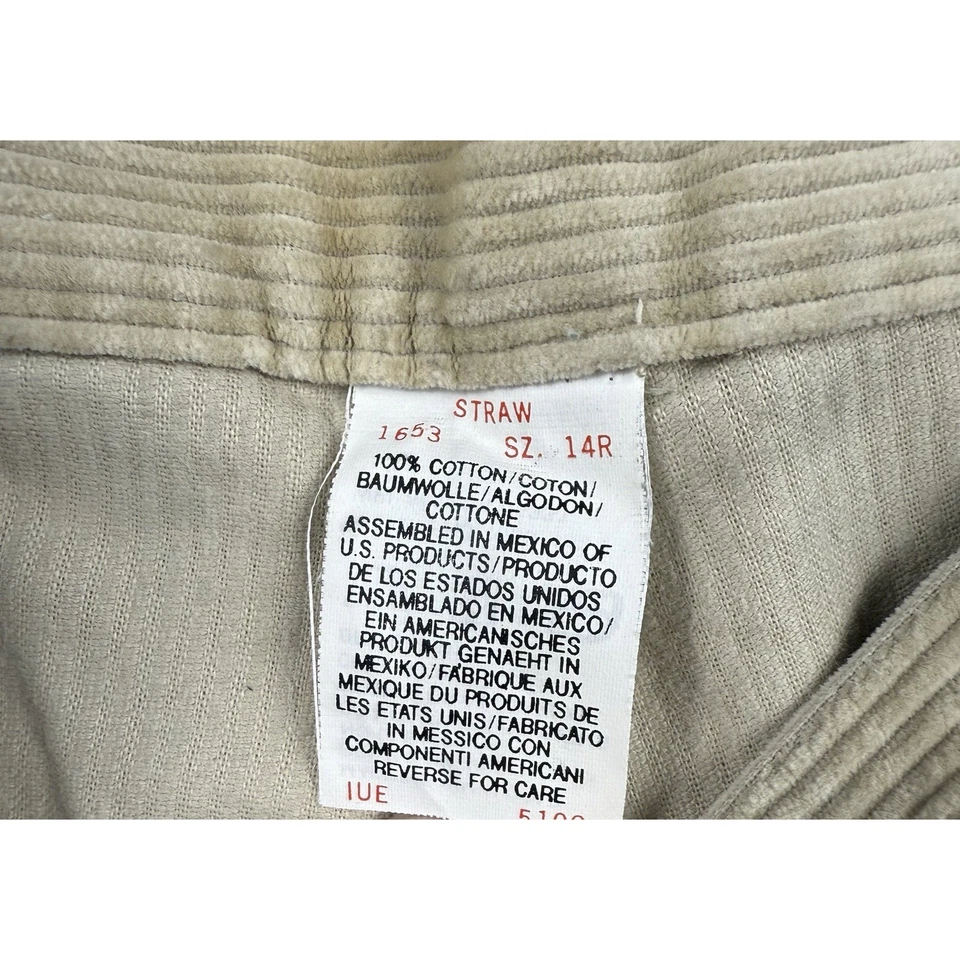 STRAW
1653 SZ. 14R
100% COTTON/COTON/
BAUMWOLLE/ALGODON/
COTTONE
ASSEMBLED IN MEXICO OF
U.S. PRODUCTS/PRODUCTO
DE LOS ESTADOS UNIDOS
ENSAMBLADO EN MEXICO/
EIN AMERICANISCHES
PRODUKT GENAEHT IN
MEXIKO/FABRIQUE AUX
MEXIQUE DU PRODUITS DE
LES ETATS UNIS/FABRICATO
IN MESSICO CON
COMPONENTI AMERICANI
REVERSE FOR CARE
IUE